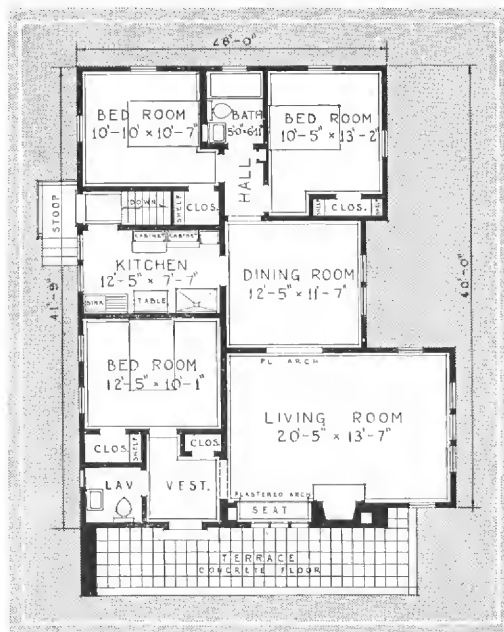 28'-0"
BED ROOM
10'-10" × 10'-7"
BATH
5'0"-6'11"
BED ROOM
10'-5" × 13'-2"
HALL
STOOP
DOWN
SHELF
CLOS.
SHELF
CLOS.
CABINET
CABINET
KITCHEN
12'-5" × 7'-7"
SINK
TABLE
DINING ROOM
12'-5" × 11'-7"
41'-9"
40'-0"
BED ROOM
12'-5" × 10'-1"
PL. ARCH
LIVING ROOM
20'-5" × 13'-7"
CLOS.
SHELF
CLOS.
LAV
VEST.
PLASTERED ARCH
SEAT
TERRACE
CONCRETE FLOOR